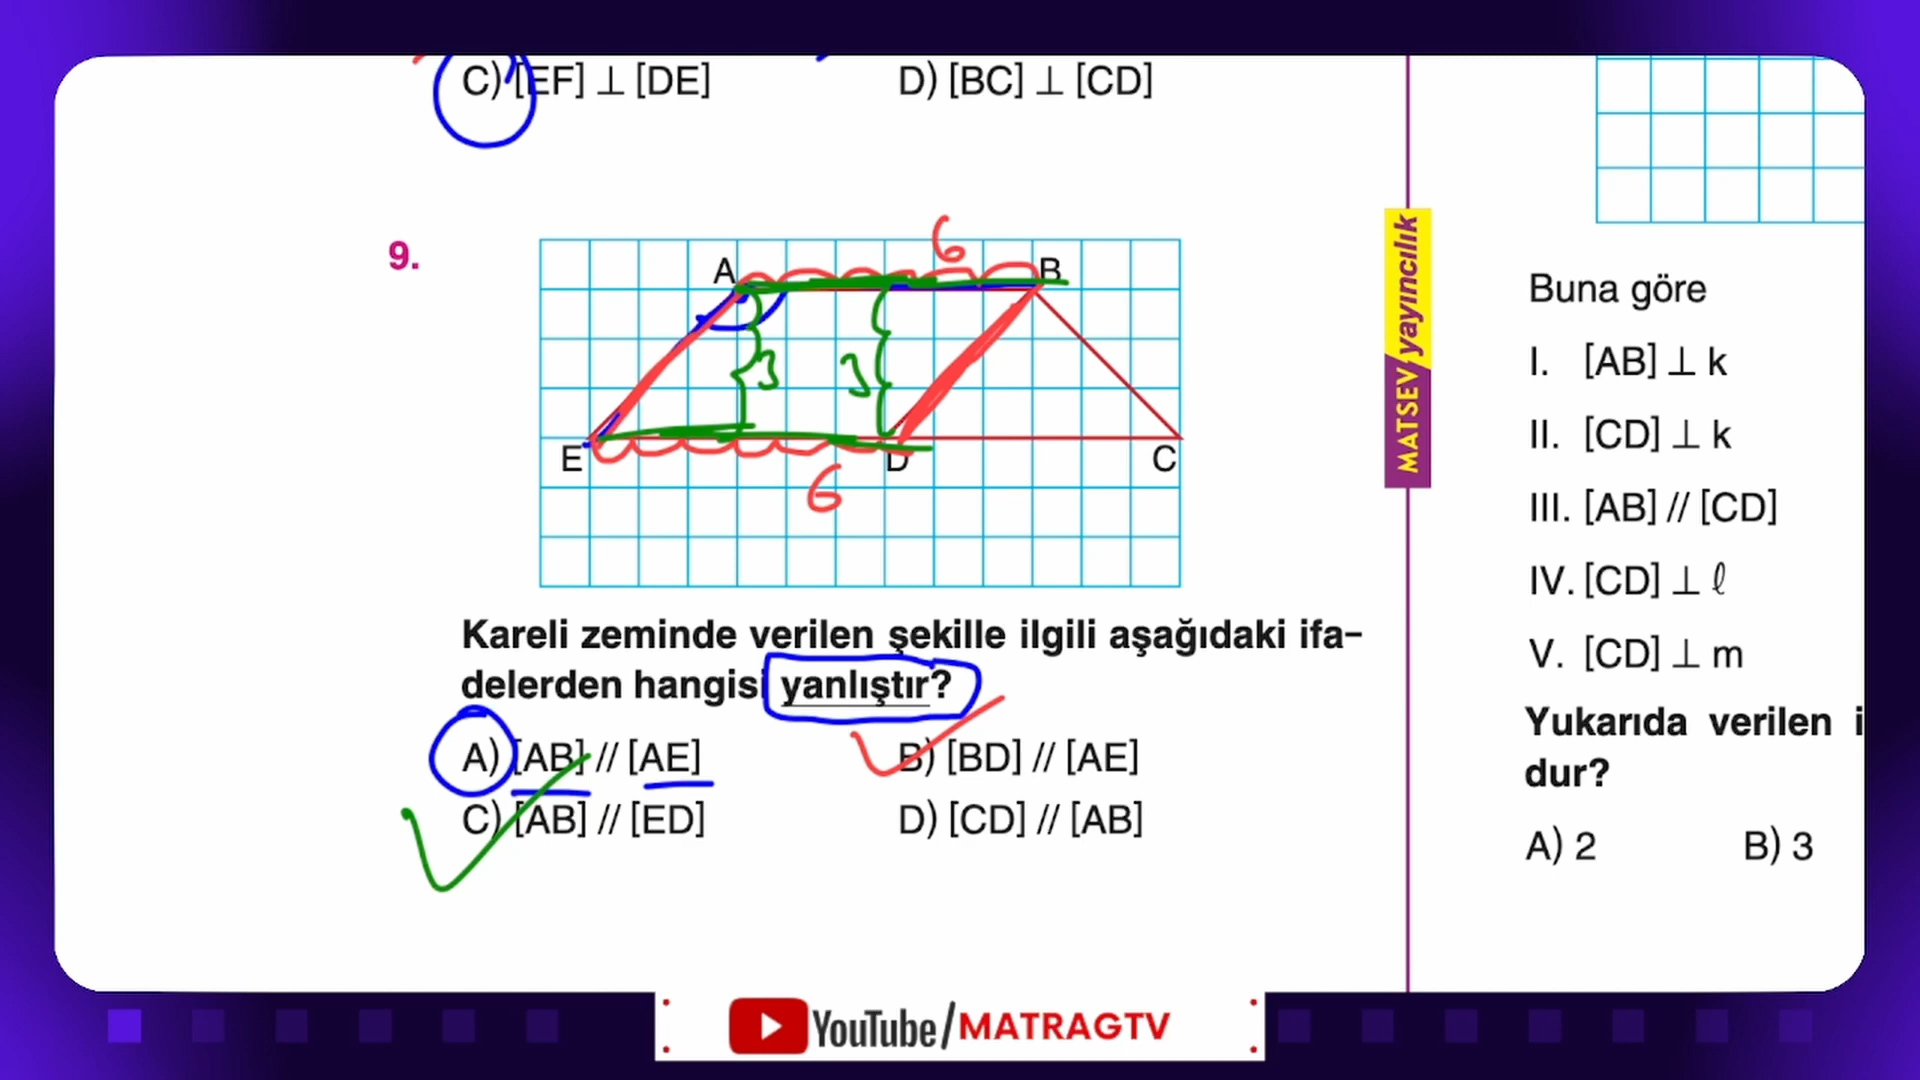 C) [EF] ⊥ [DE]
D) [BC] ⊥ [CD]
9.
6
A
B
3
3
E
D
C
6
Kareli zeminde verilen şekille ilgili aşağıdaki ifa-
delerden hangisi yanlıştır?
A) [AB] // [AE]
B) [BD] // [AE]
C) [AB] // [ED]
D) [CD] // [AB]
MATSEV yayıncılık
Buna göre
I. [AB] ⊥ k
II. [CD] ⊥ k
III. [AB] // [CD]
IV. [CD] ⊥ ℓ
V. [CD] ⊥ m
Yukarıda verilen i
dur?
A) 2
B) 3
YouTube/MATRAGTV